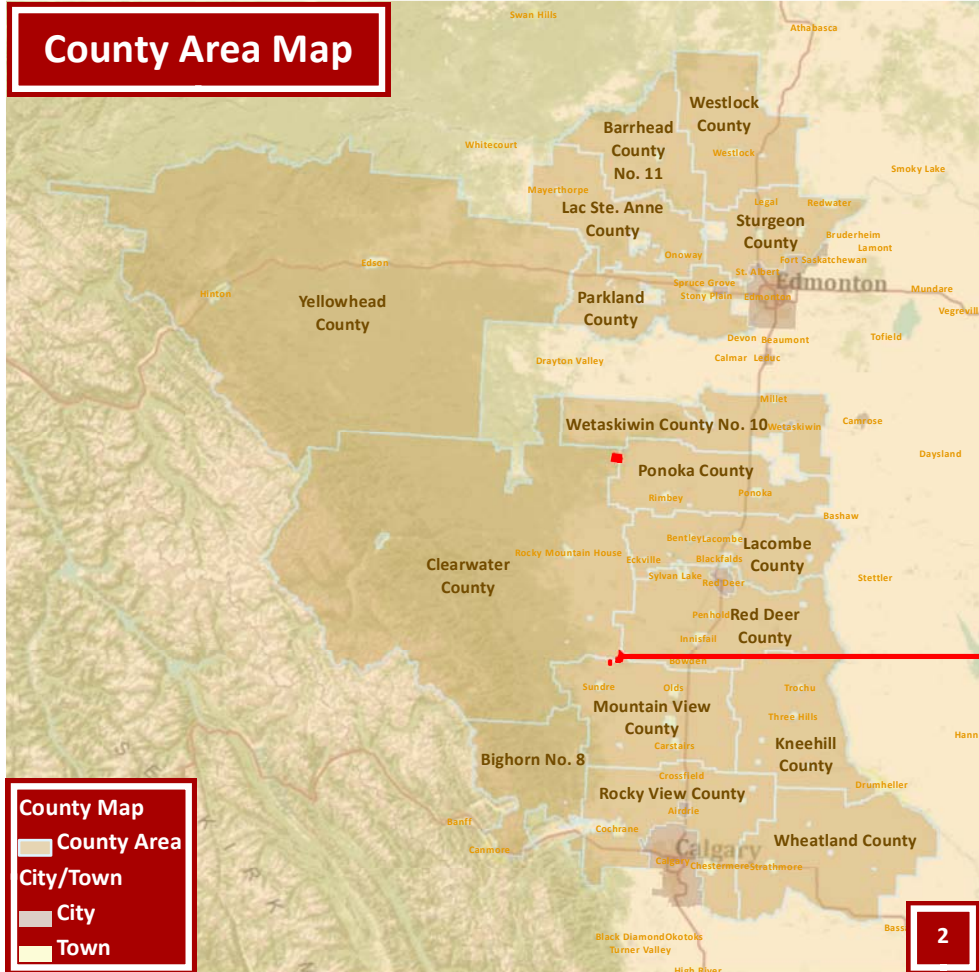 County Area Map
Swan Hills
Athabasca
Westlock
County
Barrhead
County
No. 11
Whitecourt
Westlock
Smoky Lake
Mayerthorpe
Lac Ste. Anne
County
Legal
Redwater
Sturgeon
County
Bruderheim
Lamont
Onoway
Fort Saskatchewan
Edson
St. Albert
Edmonton
Spruce Grove
Stony Plain
Edmonton
Mundare
Hinton
Yellowhead
County
Parkland
County
Vegrevill
Devon
Beaumont
Tofield
Drayton Valley
Calmar
Leduc
Millet
Wetaskiwin County No. 10
Wetaskiwin
Camrose
Daysland
Ponoka County
Rimbey
Ponoka
Bashaw
Clearwater
County
Rocky Mountain House
Bentley
Lacombe
Lacombe
County
Eckville
Blackfalds
Sylvan Lake
Red Deer
Stettler
Penhold
Red Deer
County
Innisfail
Bowden
Sundre
Olds
Trochu
Mountain View
County
Three Hills
Carstairs
Kneehill
County
Hann
Bighorn No. 8
Crossfield
Drumheller
Rocky View County
Airdrie
Banff
Cochrane
Canmore
Calgary
Calgary
Chestermere
Strathmore
Wheatland County
Black Diamond
Okotoks
Turner Valley
High River
Bass
County Map
County Area
City/Town
City
Town
2